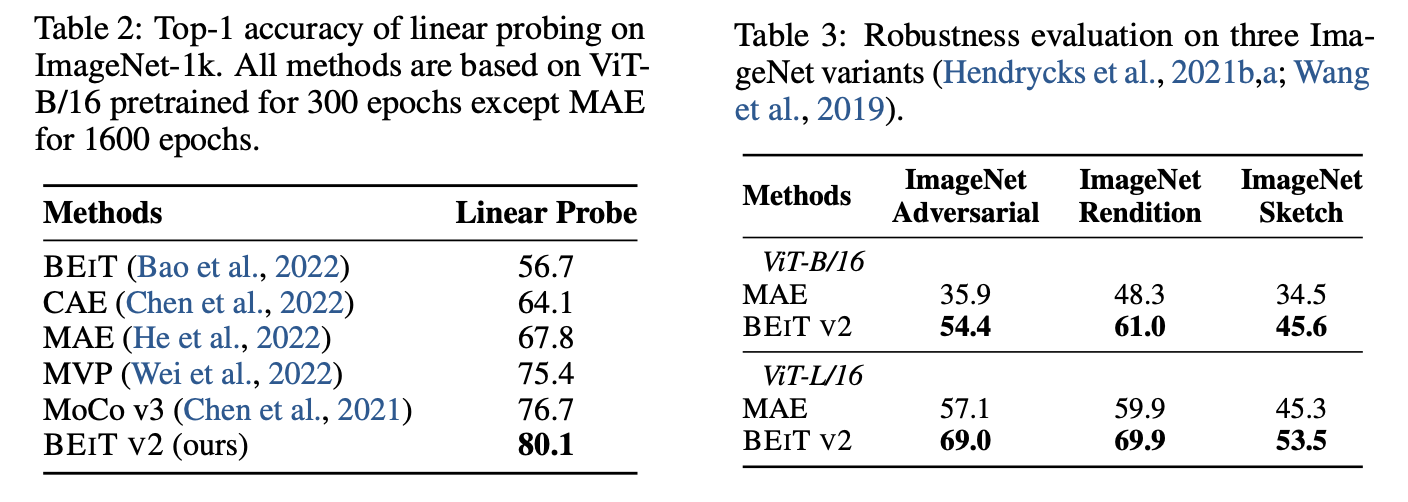 Table 2: Top-1 accuracy of linear probing on
ImageNet-1k. All methods are based on ViT-
B/16 pretrained for 300 epochs except MAE
for 1600 epochs.
Methods Linear Probe
BEIT (Bao et al., 2022) 56.7
CAE (Chen et al., 2022) 64.1
MAE (He et al., 2022) 67.8
MVP (Wei et al., 2022) 75.4
MoCo v3 (Chen et al., 2021) 76.7
BEIT V2 (ours) 80.1
Table 3: Robustness evaluation on three Ima-
geNet variants (Hendrycks et al., 2021b,a; Wang
et al., 2019).
Methods ImageNet Adversarial ImageNet Rendition ImageNet Sketch
ViT-B/16
MAE 35.9 48.3 34.5
BEIT V2 54.4 61.0 45.6
ViT-L/16
MAE 57.1 59.9 45.3
BEIT V2 69.0 69.9 53.5